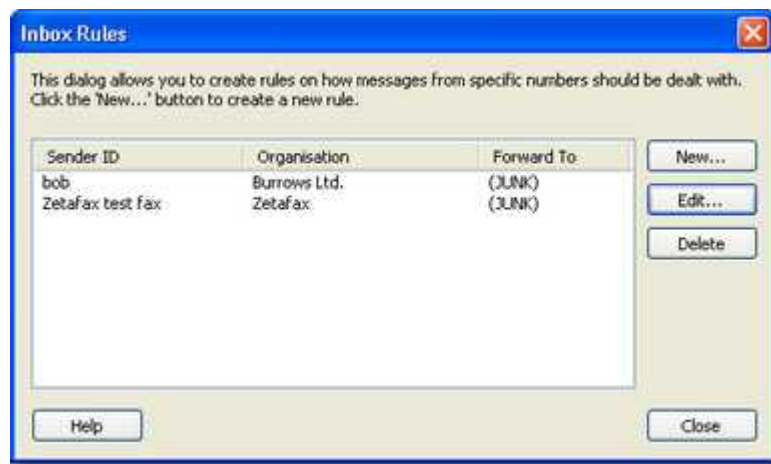 Inbox Rules
This dialog allows you to create rules on how messages from specific numbers should be dealt with.
Click the 'New...' button to create a new rule.
Sender ID Organisation Forward To
bob Burrows Ltd. (JUNK)
Zetafax test fax Zetafax (JUNK)
New...
Edit...
Delete
Help Close